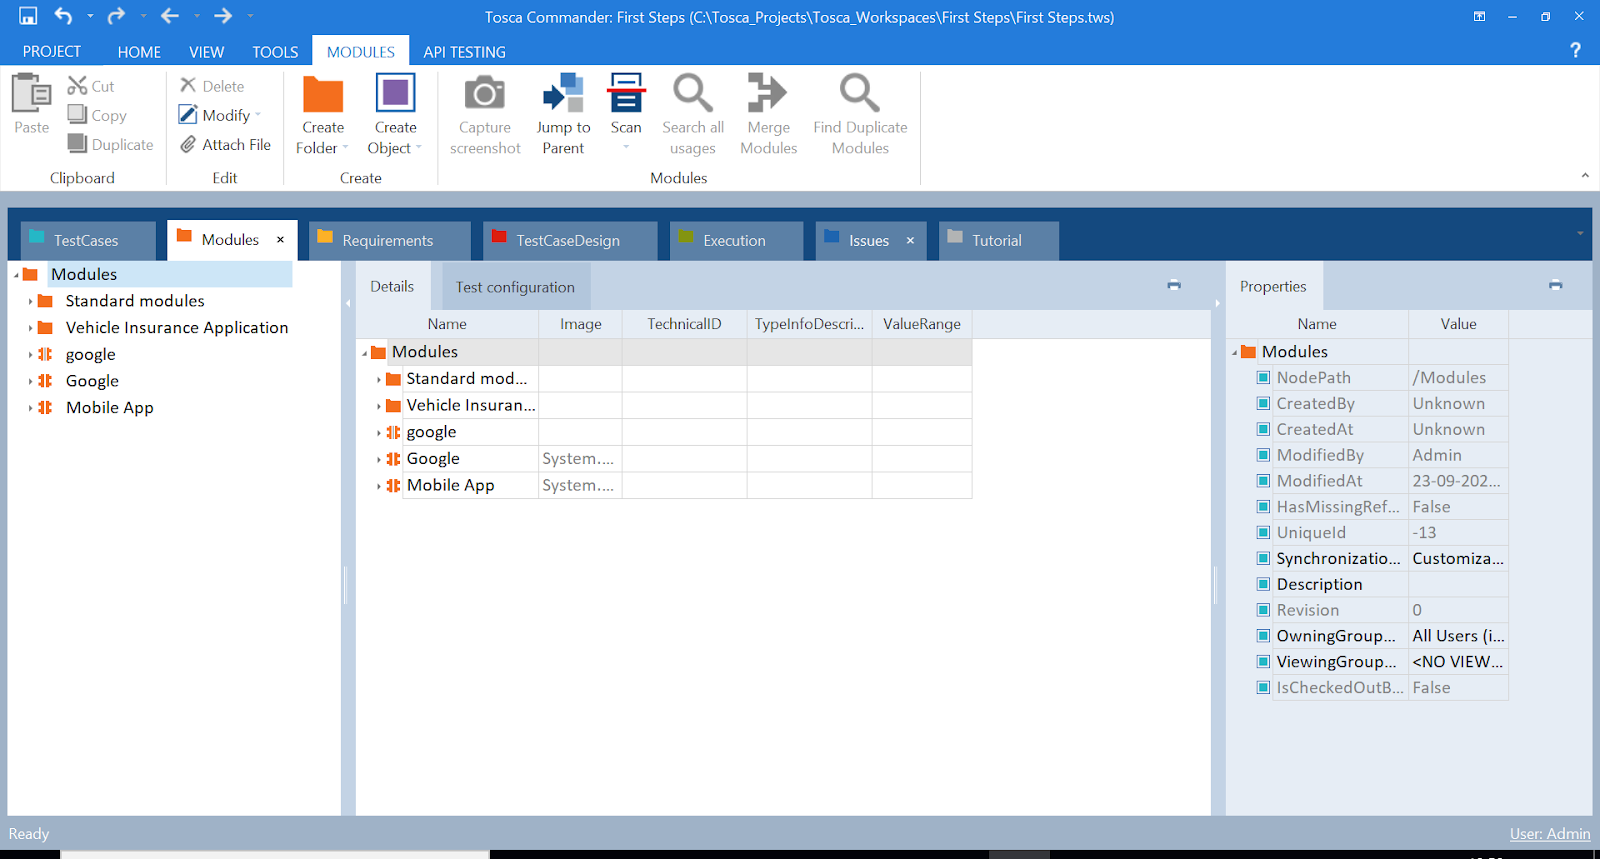 Tosca Commander: First Steps (C:\Tosca_Projects\Tosca_Workspaces\First Steps\First Steps.tws)
PROJECT HOME VIEW TOOLS MODULES API TESTING ?
Paste
Cut
Copy
Duplicate
Clipboard
Delete
Modify
Attach File
Edit
Create Folder
Create Object
Create
Capture screenshot
Jump to Parent
Scan
Search all usages
Merge Modules
Find Duplicate Modules
Modules
TestCases Modules × Requirements TestCaseDesign Execution Issues × Tutorial
Modules
Standard modules
Vehicle Insurance Application
google
Google
Mobile App
Details Test configuration
Name Image TechnicalID TypeInfoDescri... ValueRange
Modules
Standard mod...
Vehicle Insuran...
google
Google System....
Mobile App System....
Properties
Name Value
Modules
NodePath /Modules
CreatedBy Unknown
CreatedAt Unknown
ModifiedBy Admin
ModifiedAt 23-09-202...
HasMissingRef... False
UniqueId -13
Synchronizatio... Customiza...
Description
Revision 0
OwningGroup... All Users (i...
ViewingGroup... <NO VIEW...
IsCheckedOutB... False
Ready User: Admin